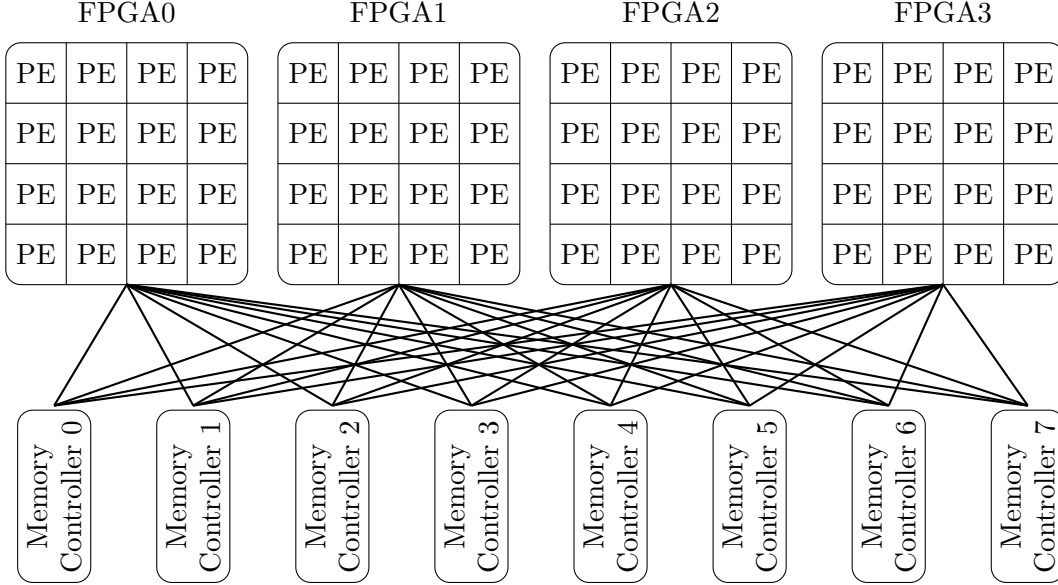 FPGA0 FPGA1 FPGA2 FPGA3
PE PE PE PE PE PE PE PE PE PE PE PE PE PE PE PE
PE PE PE PE PE PE PE PE PE PE PE PE PE PE PE PE
PE PE PE PE PE PE PE PE PE PE PE PE PE PE PE PE
PE PE PE PE PE PE PE PE PE PE PE PE PE PE PE PE
Memory
Controller 0
Memory
Controller 1
Memory
Controller 2
Memory
Controller 3
Memory
Controller 4
Memory
Controller 5
Memory
Controller 6
Memory
Controller 7